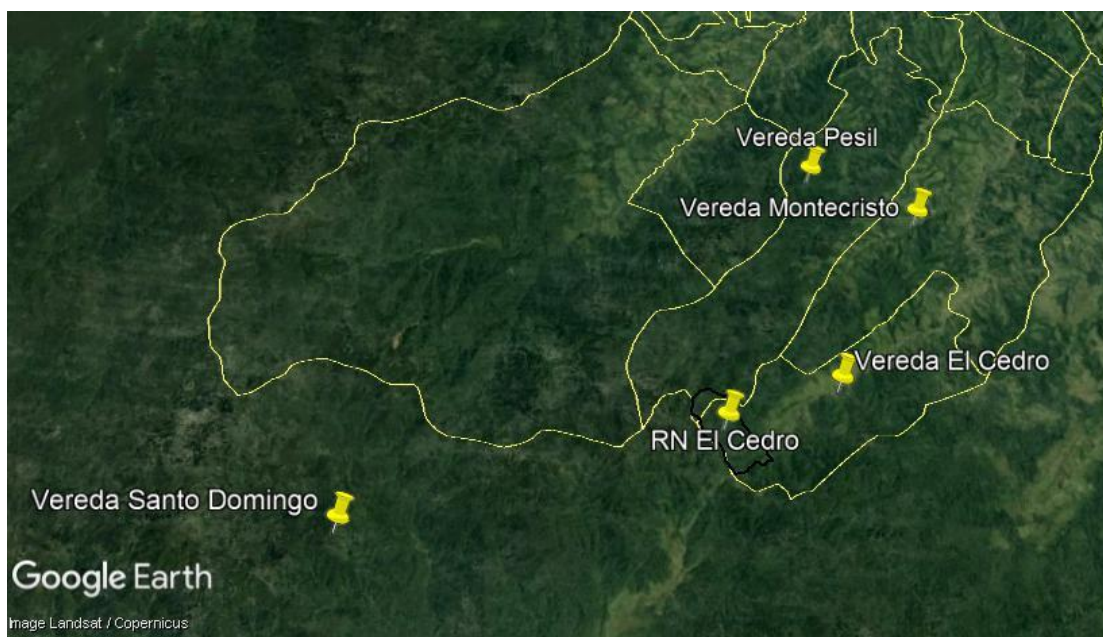 Vereda Pesil
Vereda Montecristo
Vereda El Cedro
RN El Cedro
Vereda Santo Domingo
Google Earth
Image Landsat / Copernicus